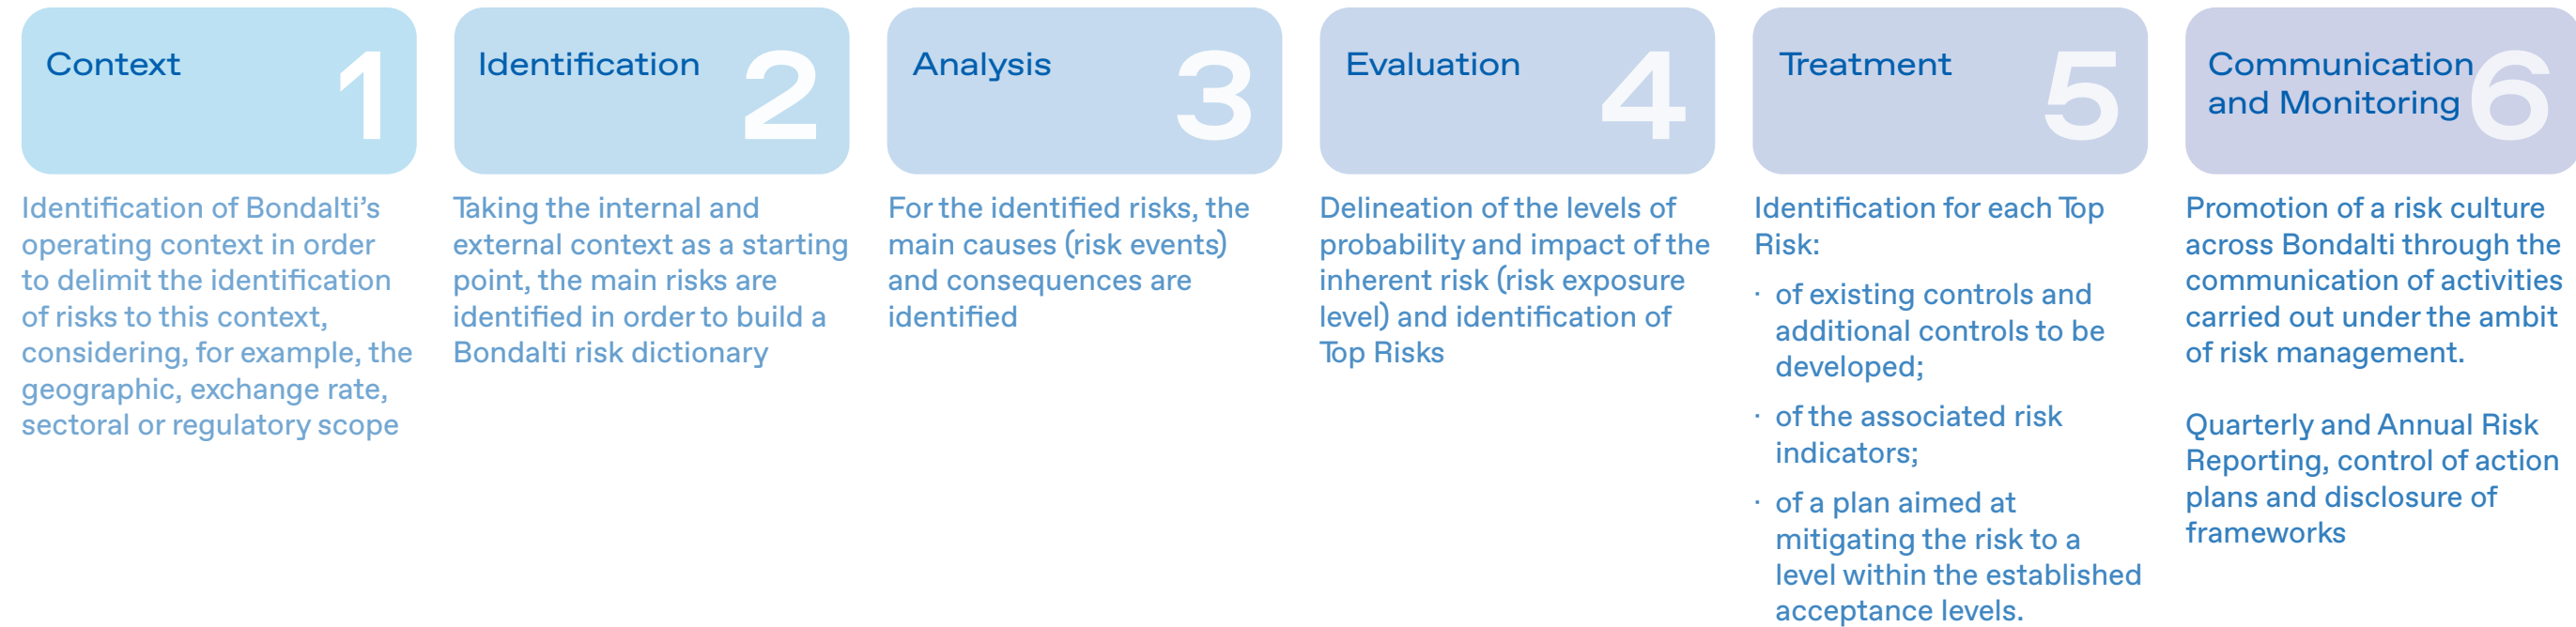 Context
1
Identification of Bondalti's
operating context in order
to delimit the identification
of risks to this context,
considering, for example, the
geographic, exchange rate,
sectoral or regulatory scope
Identification
2
Taking the internal and
external context as a starting
point, the main risks are
identified in order to build a
Bondalti risk dictionary
Analysis
3
For the identified risks, the
main causes (risk events)
and consequences are
identified
Evaluation
4
Delineation of the levels of
probability and impact of the
inherent risk (risk exposure
level) and identification of
Top Risks
Treatment
5
Identification for each Top
Risk:
· of existing controls and
additional controls to be
developed;
· of the associated risk
indicators;
· of a plan aimed at
mitigating the risk to a
level within the established
acceptance levels.
Communication
and Monitoring
6
Promotion of a risk culture
across Bondalti through the
communication of activities
carried out under the ambit
of risk management.
Quarterly and Annual Risk
Reporting, control of action
plans and disclosure of
frameworks